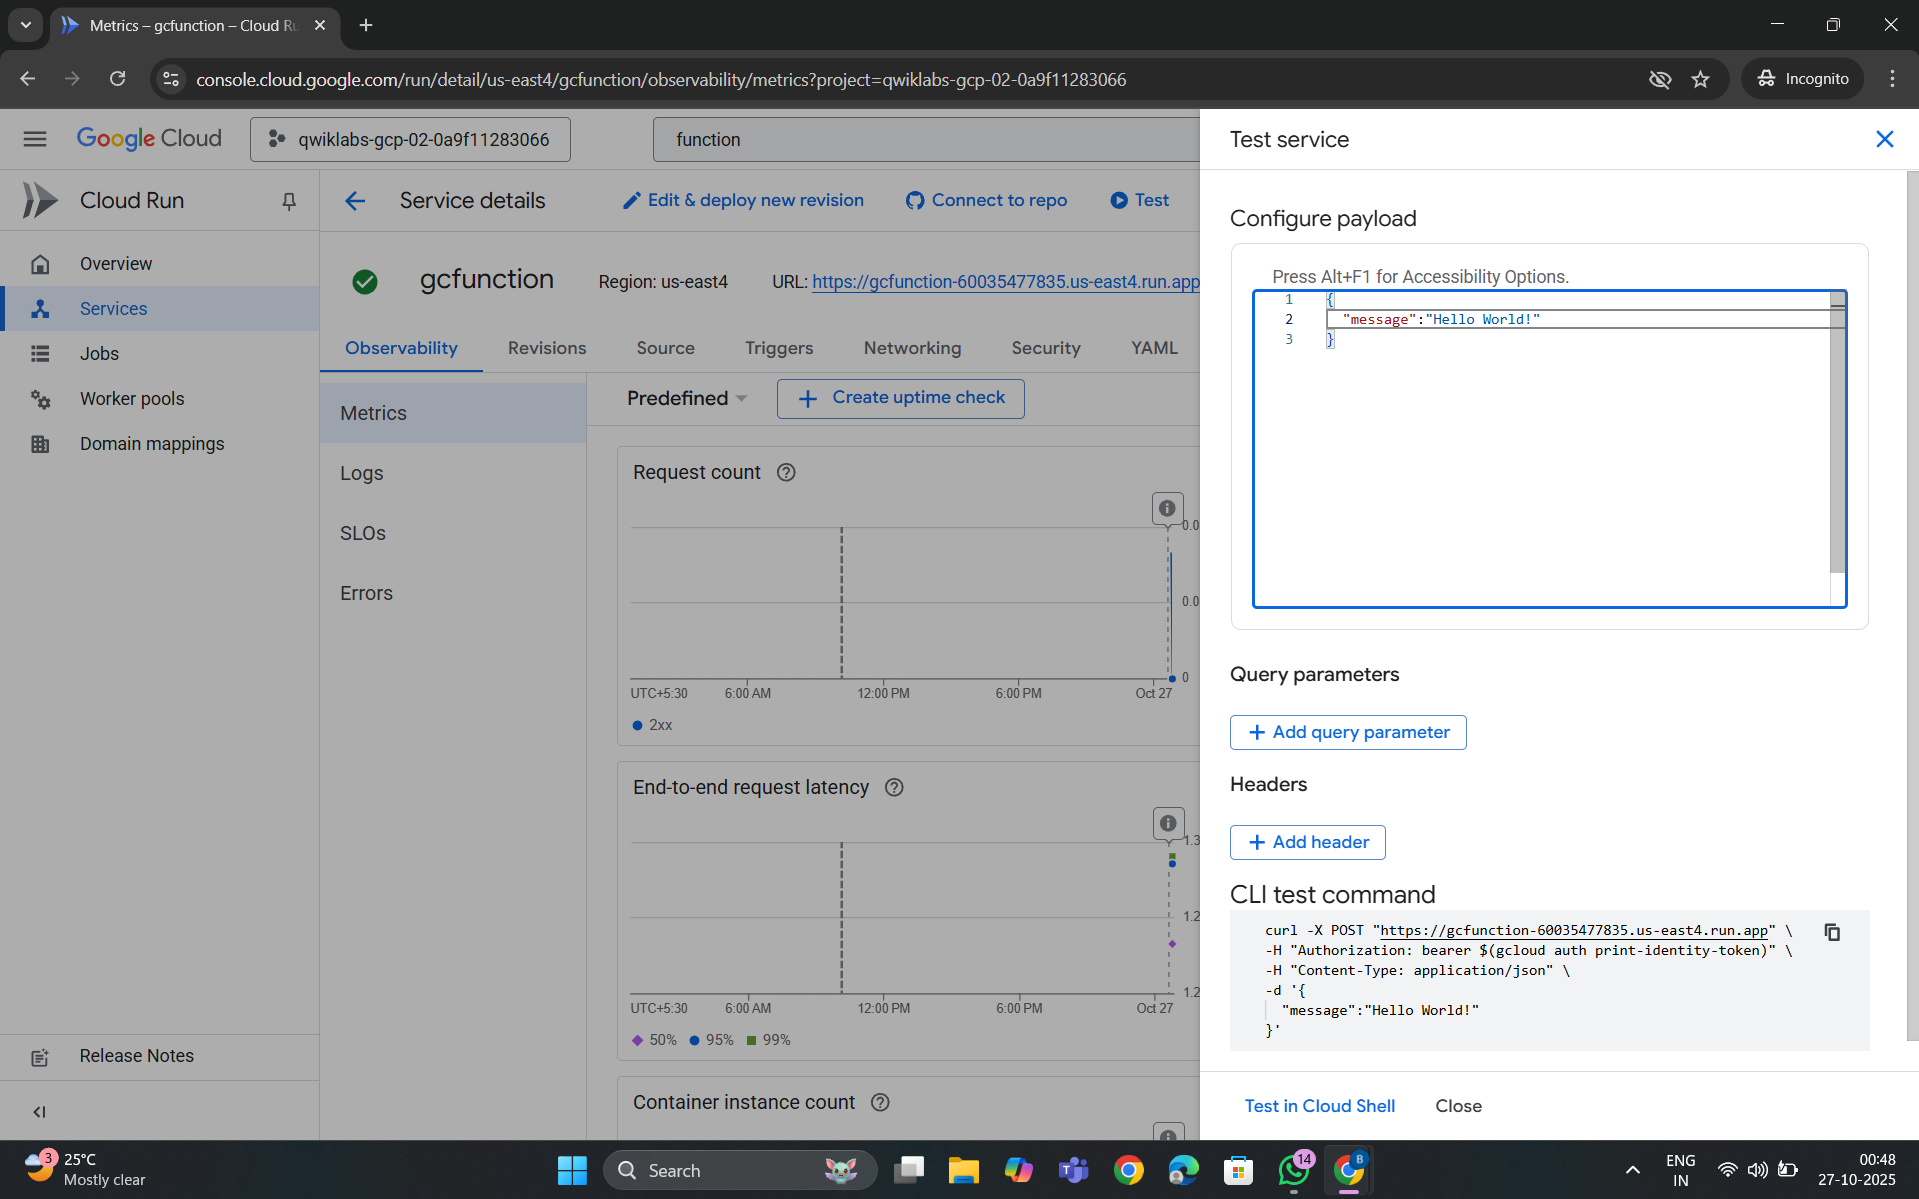 Metrics – gcfunction – Cloud Ru
console.cloud.google.com/run/detail/us-east4/gcfunction/observability/metrics?project=qwiklabs-gcp-02-0a9f11283066
Incognito
Google Cloud
qwiklabs-gcp-02-0a9f11283066
function
Cloud Run
Overview
Services
Jobs
Worker pools
Domain mappings
Release Notes
Service details
Edit & deploy new revision
Connect to repo
Test
gcfunction
Region: us-east4
URL: https://gcfunction-60035477835.us-east4.run.app
Observability
Revisions
Source
Triggers
Networking
Security
YAML
Metrics
Logs
SLOs
Errors
Predefined
Create uptime check
Request count
0.0
0.0
0
UTC+5:30
6:00 AM
12:00 PM
6:00 PM
Oct 27
2xx
End-to-end request latency
1.3
1.2
1.2
UTC+5:30
6:00 AM
12:00 PM
6:00 PM
Oct 27
50%
95%
99%
Container instance count
Test service
Configure payload
Press Alt+F1 for Accessibility Options.
1 {
2 "message":"Hello World!"
3 }
Query parameters
Add query parameter
Headers
Add header
CLI test command
curl -X POST "https://gcfunction-60035477835.us-east4.run.app" \
-H "Authorization: bearer $(gcloud auth print-identity-token)" \
-H "Content-Type: application/json" \
-d '{
"message":"Hello World!"
}'
Test in Cloud Shell
Close
3
25°C
Mostly clear
Search
14
B
ENG
IN
00:48
27-10-2025